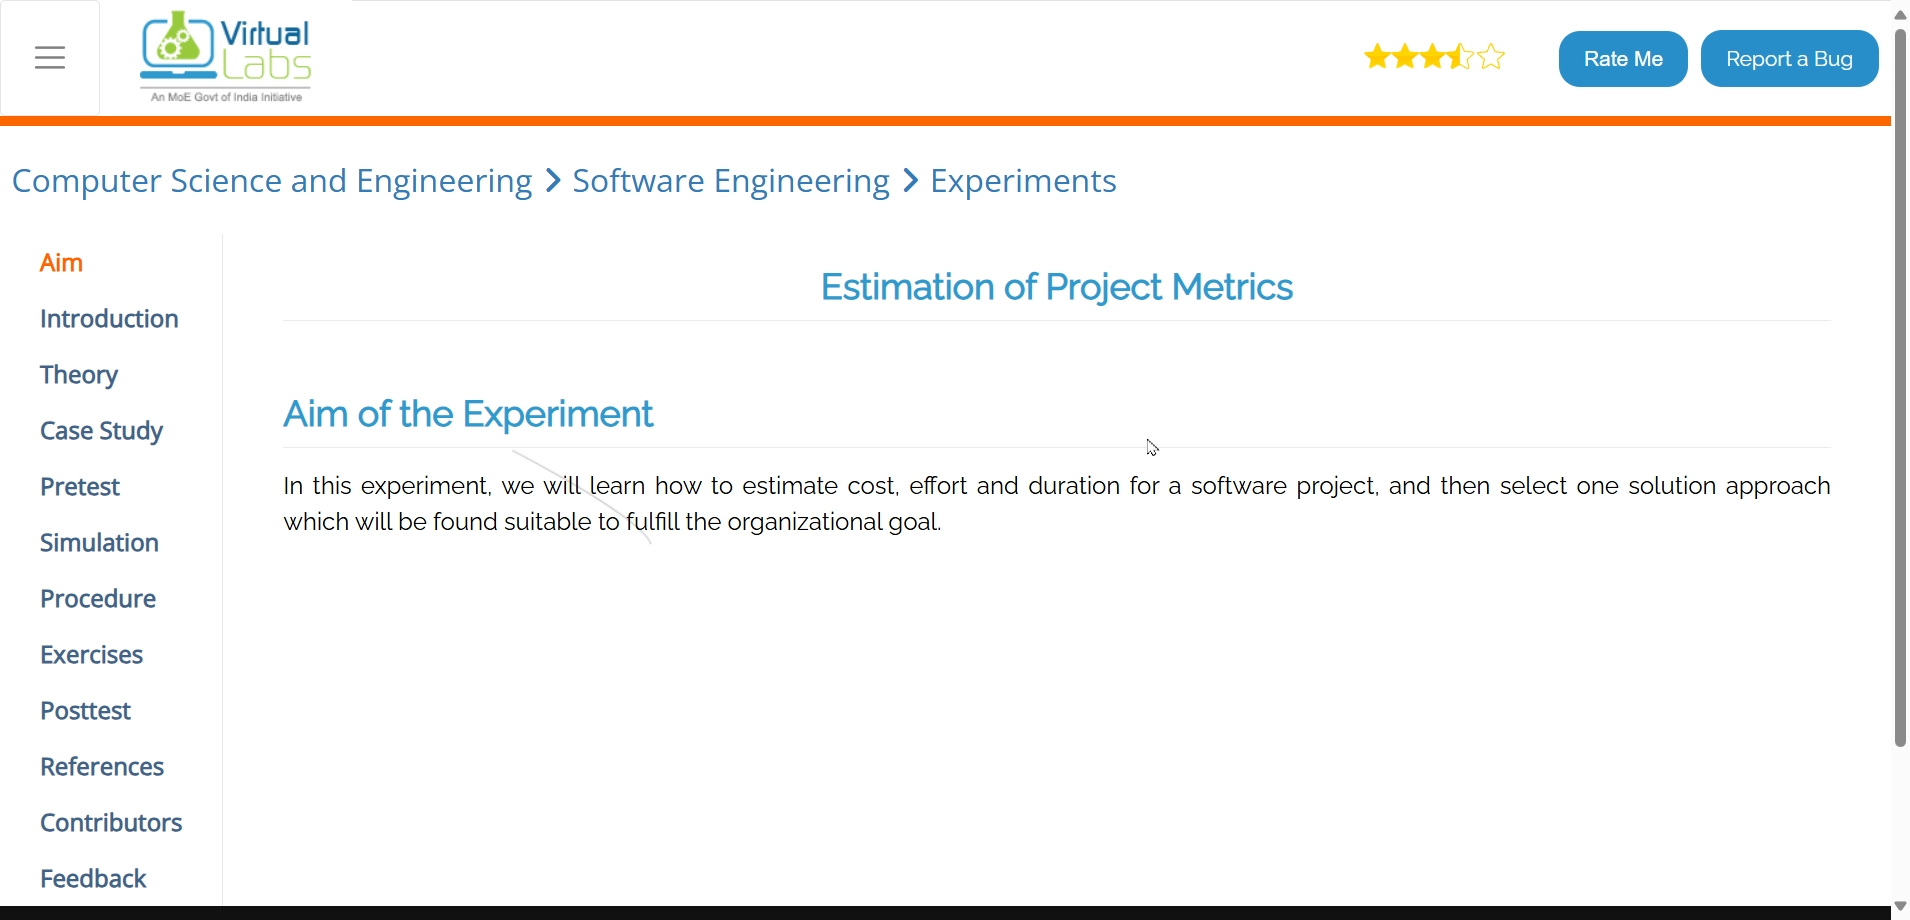 Virtual
Labs
An MoE Govt of India Initiative
Rate Me
Report a Bug
Computer Science and Engineering
Software Engineering
Experiments
Aim
Introduction
Theory
Case Study
Pretest
Simulation
Procedure
Exercises
Posttest
References
Contributors
Feedback
Estimation of Project Metrics
Aim of the Experiment
In this experiment, we will learn how to estimate cost, effort and duration for a software project, and then select one solution approach
which will be found suitable to fulfill the organizational goal.